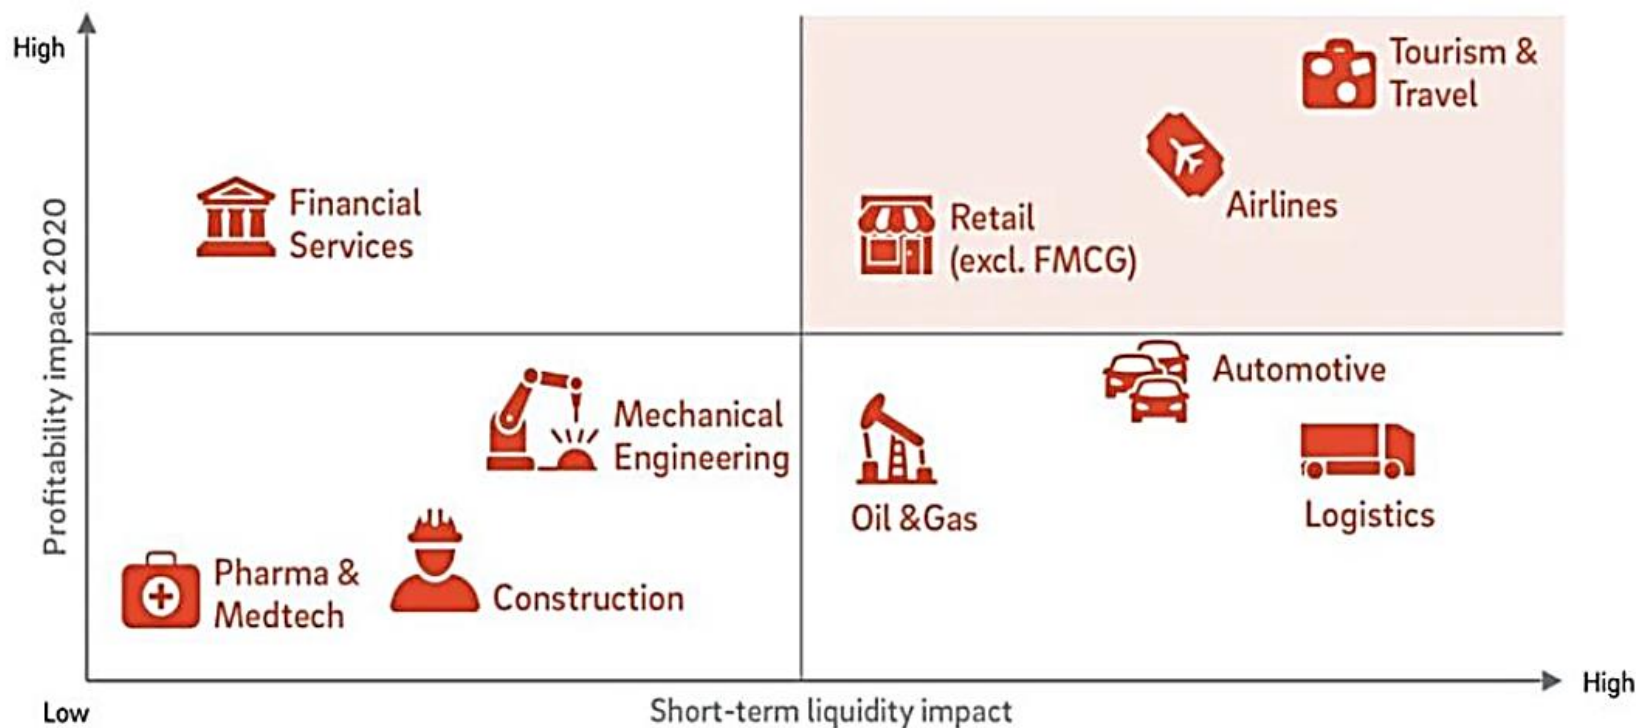 High
Tourism &
Travel
Airlines
Financial
Services
Retail
(excl. FMCG)
Profitability impact 2020
Automotive
Mechanical
Engineering
Oil &Gas
Logistics
Pharma &
Medtech
Construction
High
Low
Short-term liquidity impact